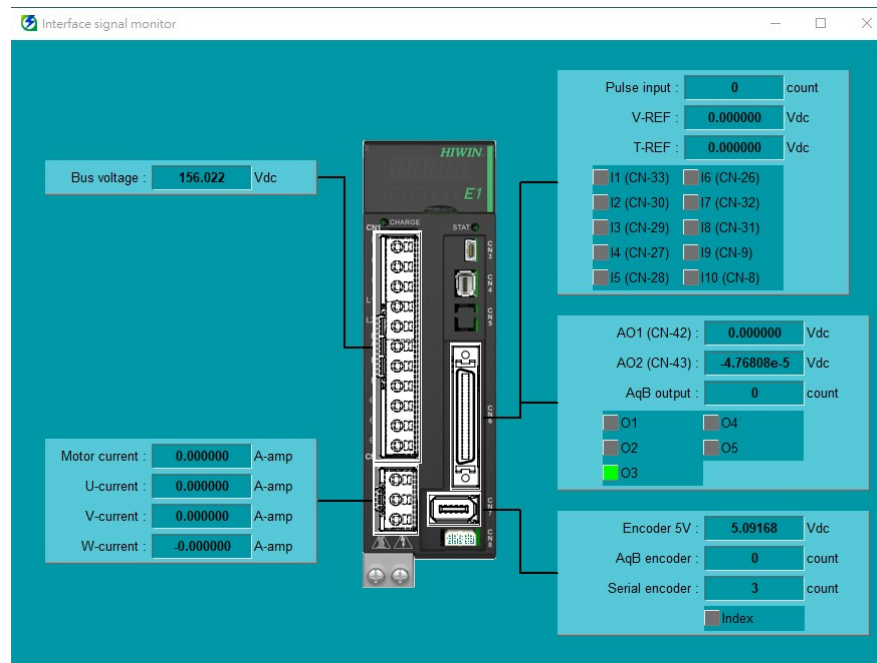 Interface signal monitor
Pulse input : 0 count
V-REF : 0.000000 Vdc
T-REF : 0.000000 Vdc
I1 (CN-33) I6 (CN-26)
I2 (CN-30) I7 (CN-32)
I3 (CN-29) I8 (CN-31)
I4 (CN-27) I9 (CN-9)
I5 (CN-28) I10 (CN-8)
Bus voltage : 156.022 Vdc
HIWIN
E1
CHARGE
CN1
STAT
CN3
CN4
CN5
CN6
CN7
CN8
AO1 (CN-42) : 0.000000 Vdc
AO2 (CN-43) : -4.76808e-5 Vdc
AqB output : 0 count
O1 O4
O2 O5
O3
Motor current : 0.000000 A-amp
U-current : 0.000000 A-amp
V-current : 0.000000 A-amp
W-current : -0.000000 A-amp
Encoder 5V : 5.09168 Vdc
AqB encoder : 0 count
Serial encoder : 3 count
Index